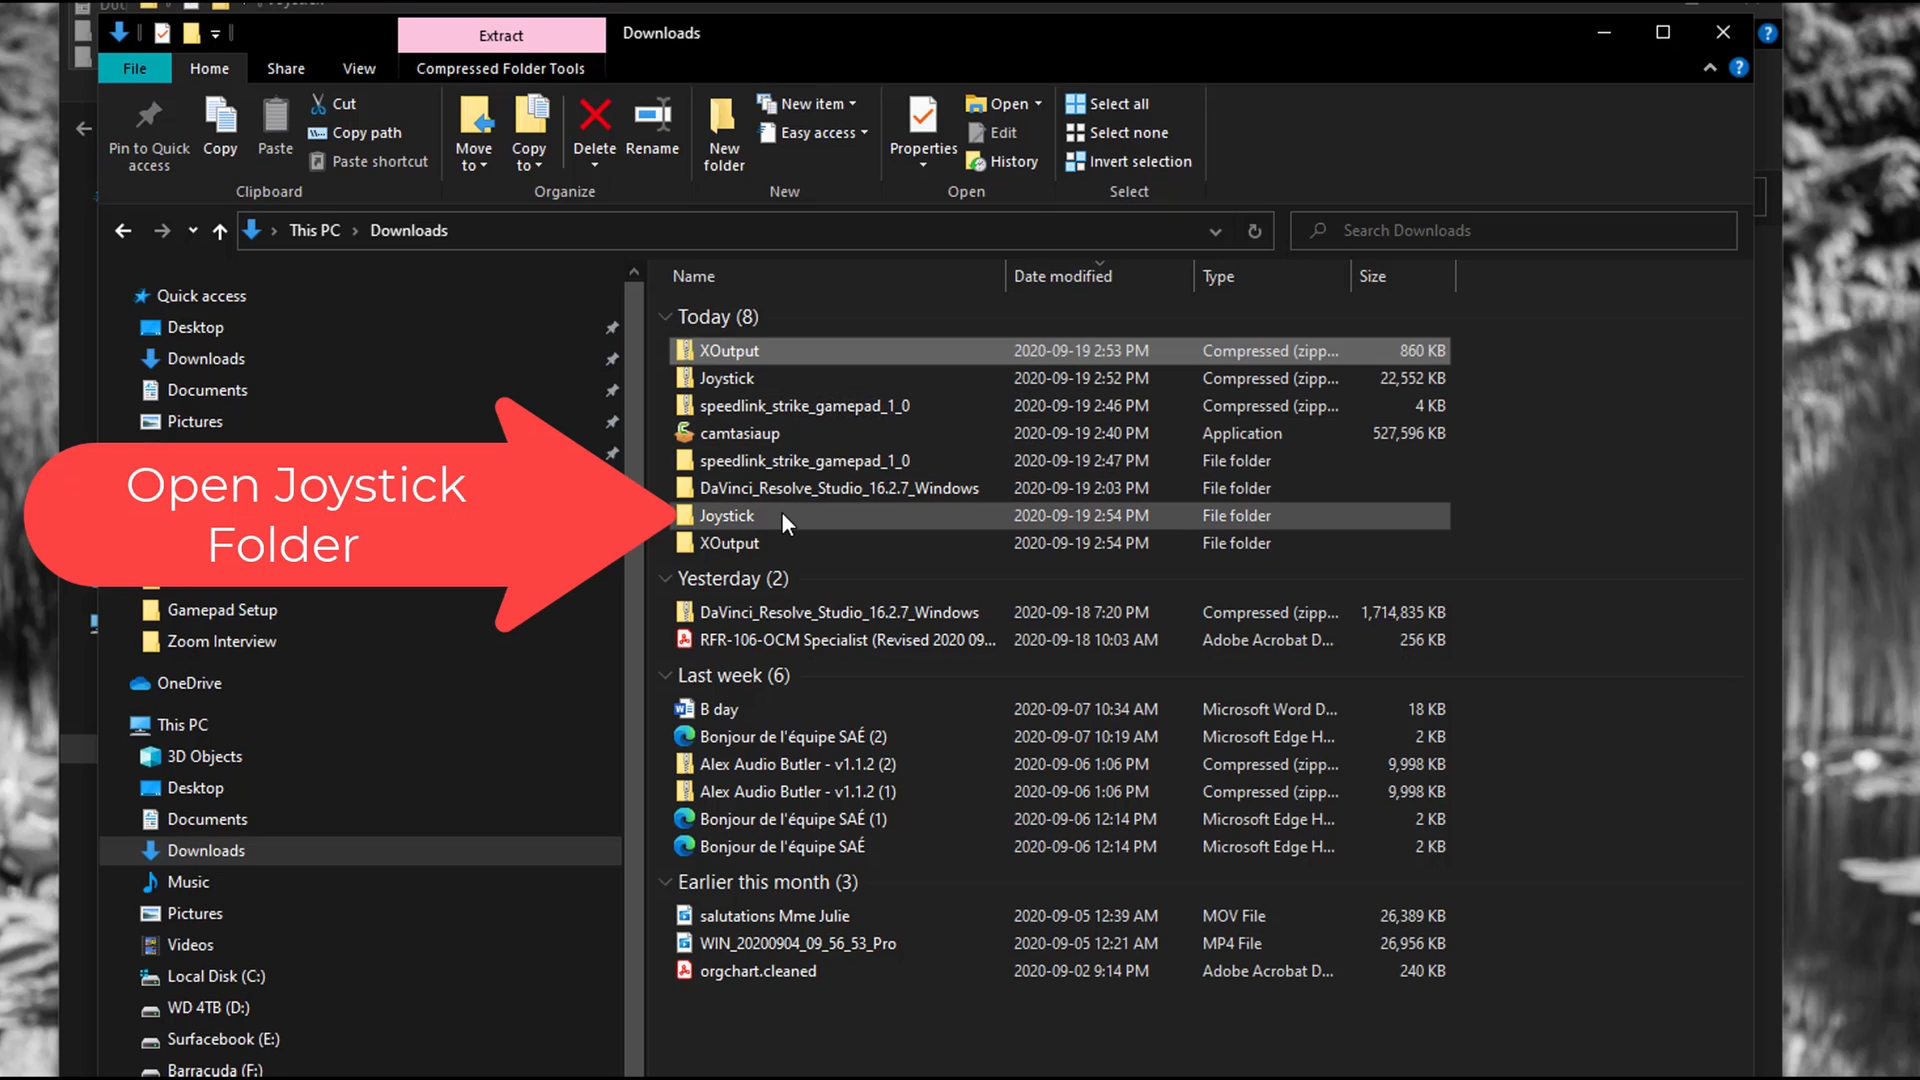 Extract
Downloads
File
Home
Share
View
Compressed Folder Tools
Pin to Quick access
Copy
Paste
Cut
Copy path
Paste shortcut
Clipboard
Move to
Copy to
Delete
Rename
Organize
New folder
New item
Easy access
New
Properties
Open
Edit
History
Open
Select all
Select none
Invert selection
Select
This PC > Downloads
Search Downloads
Quick access
Desktop
Downloads
Documents
Pictures
Open Joystick
Folder
Gamepad Setup
Zoom Interview
OneDrive
This PC
3D Objects
Desktop
Documents
Downloads
Music
Pictures
Videos
Local Disk (C:)
WD 4TB (D:)
Surfacebook (E:)
Barracuda (F:)
Name Date modified Type Size
Today (8)
XOutput 2020-09-19 2:53 PM Compressed (zipp... 860 KB
Joystick 2020-09-19 2:52 PM Compressed (zipp... 22,552 KB
speedlink_strike_gamepad_1_0 2020-09-19 2:46 PM Compressed (zipp... 4 KB
camtasiaup 2020-09-19 2:40 PM Application 527,596 KB
speedlink_strike_gamepad_1_0 2020-09-19 2:47 PM File folder
DaVinci_Resolve_Studio_16.2.7_Windows 2020-09-19 2:03 PM File folder
Joystick 2020-09-19 2:54 PM File folder
XOutput 2020-09-19 2:54 PM File folder
Yesterday (2)
DaVinci_Resolve_Studio_16.2.7_Windows 2020-09-18 7:20 PM Compressed (zipp... 1,714,835 KB
RFR-106-OCM Specialist (Revised 2020 09... 2020-09-18 10:03 AM Adobe Acrobat D... 256 KB
Last week (6)
B day 2020-09-07 10:34 AM Microsoft Word D... 18 KB
Bonjour de l'équipe SAÉ (2) 2020-09-07 10:19 AM Microsoft Edge H... 2 KB
Alex Audio Butler - v1.1.2 (2) 2020-09-06 1:06 PM Compressed (zipp... 9,998 KB
Alex Audio Butler - v1.1.2 (1) 2020-09-06 1:06 PM Compressed (zipp... 9,998 KB
Bonjour de l'équipe SAÉ (1) 2020-09-06 12:14 PM Microsoft Edge H... 2 KB
Bonjour de l'équipe SAÉ 2020-09-06 12:14 PM Microsoft Edge H... 2 KB
Earlier this month (3)
salutations Mme Julie 2020-09-05 12:39 AM MOV File 26,389 KB
WIN_20200904_09_56_53_Pro 2020-09-05 12:21 AM MP4 File 26,956 KB
orgchart.cleaned 2020-09-02 9:14 PM Adobe Acrobat D... 240 KB